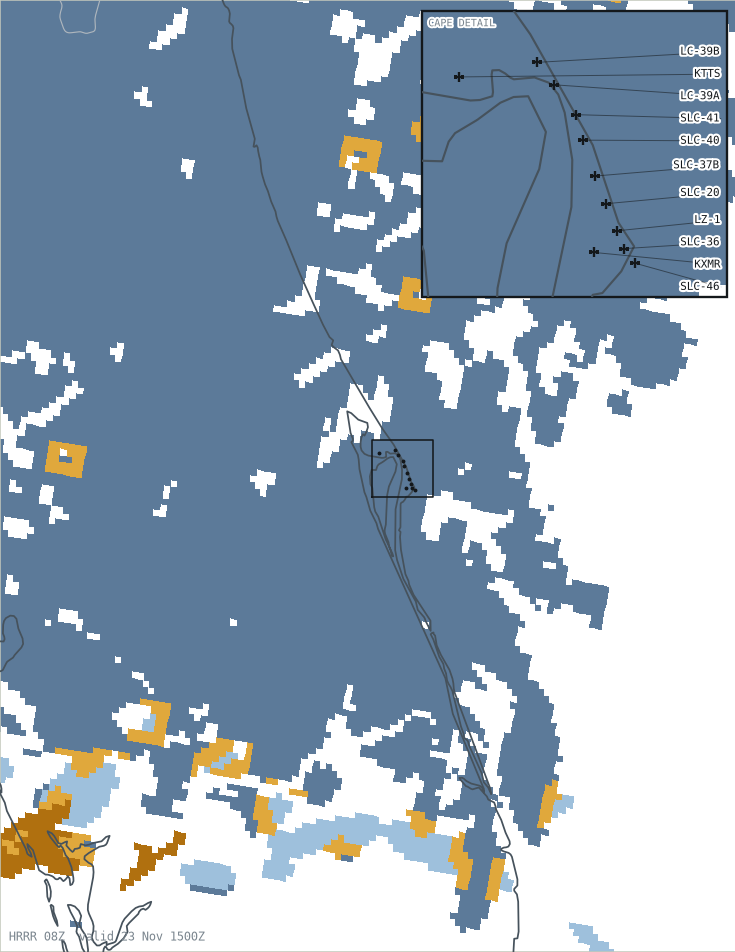 CAPE DETAIL
LC-39B
KTTS
LC-39A
SLC-41
SLC-40
SLC-37B
SLC-20
LZ-1
SLC-36
KXMR
SLC-46
HRRR 08Z valid 23 Nov 1500Z